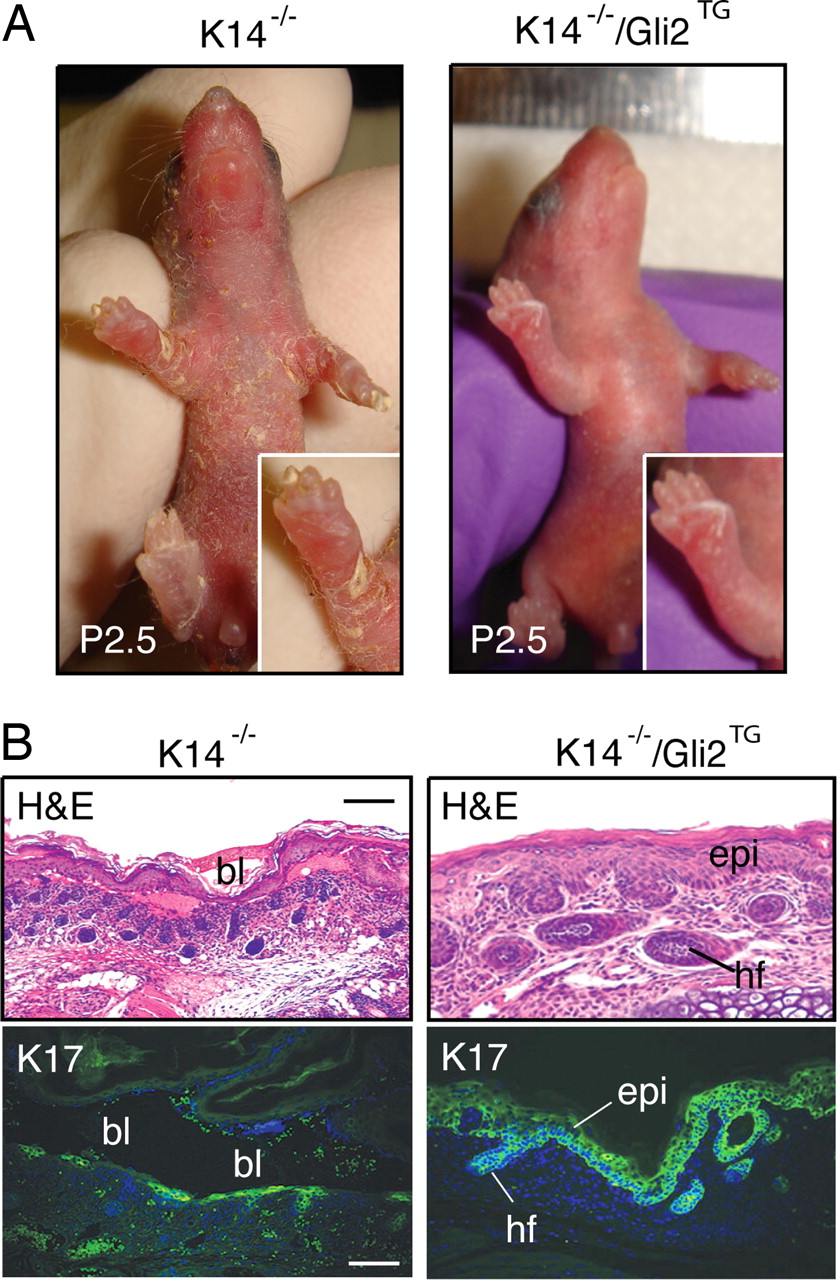 A
K14 -/-
K14 -/-/Gli2 TG
P2.5
P2.5
B
K14 -/-
K14 -/-/Gli2 TG
H&E
bl
H&E
epi
hf
K17
bl
bl
K17
epi
hf